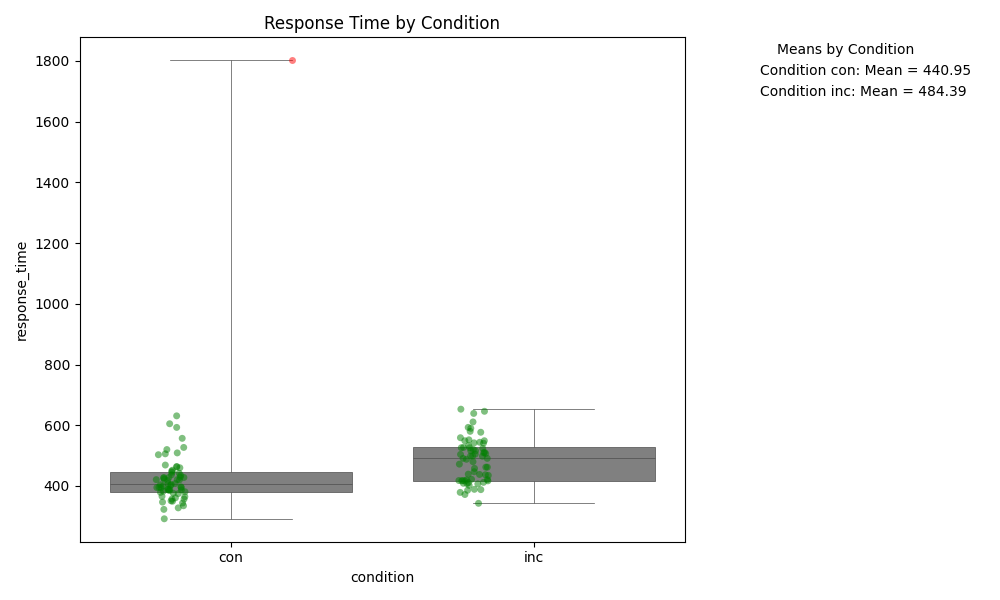 Response Time by Condition
Means by Condition
Condition con: Mean = 440.95
Condition inc: Mean = 484.39
response_time
1800
1600
1400
1200
1000
800
600
400
con
inc
condition